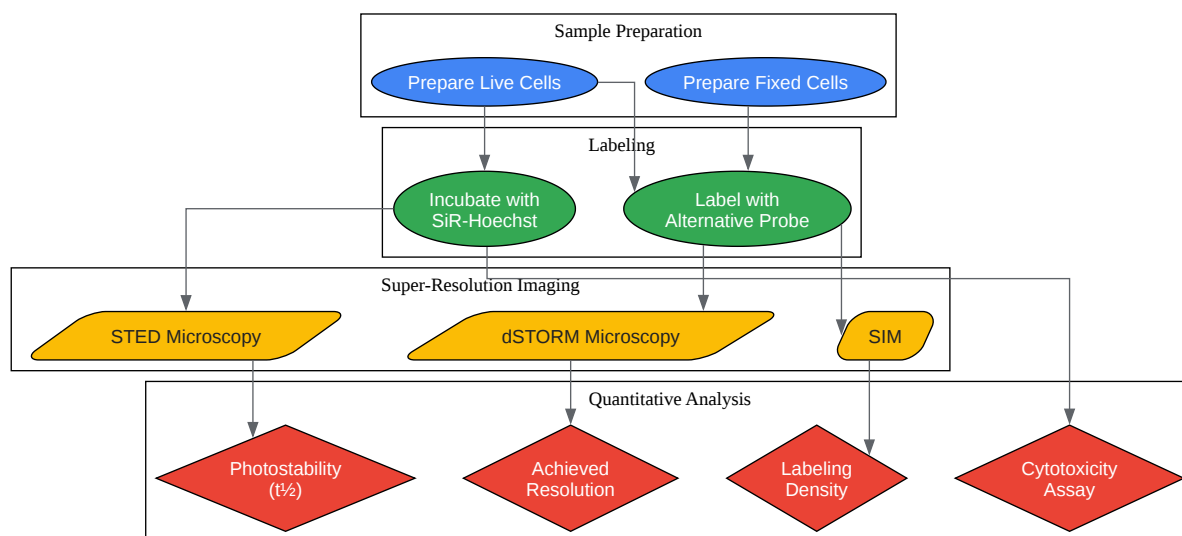 Sample Preparation
Prepare Live Cells
Prepare Fixed Cells
Labeling
Incubate with
SiR-Hoechst
Label with
Alternative Probe
Super-Resolution Imaging
STED Microscopy
dSTORM Microscopy
SIM
Quantitative Analysis
Photostability
(t½)
Achieved
Resolution
Labeling
Density
Cytotoxicity
Assay